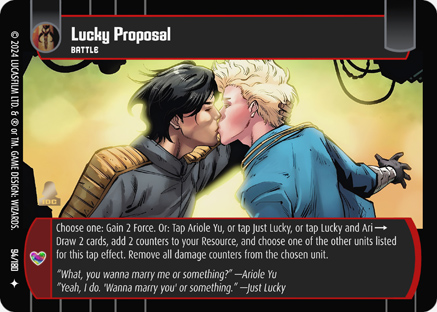 Lucky Proposal
BATTLE
© 2024 LUCASFILM LTD. & ® or TM. GAME DESIGN: WIZARDS.
94/180
Choose one: Gain 2 Force. Or: Tap Ariole Yu, or tap Just Lucky, or tap Lucky and Ari →
Draw 2 cards, add 2 counters to your Resource, and choose one of the other units listed
for this tap effect. Remove all damage counters from the chosen unit.
“What, you wanna marry me or something?” —Ariole Yu
“Yeah, I do. ‘Wanna marry you’ or something.” —Just Lucky